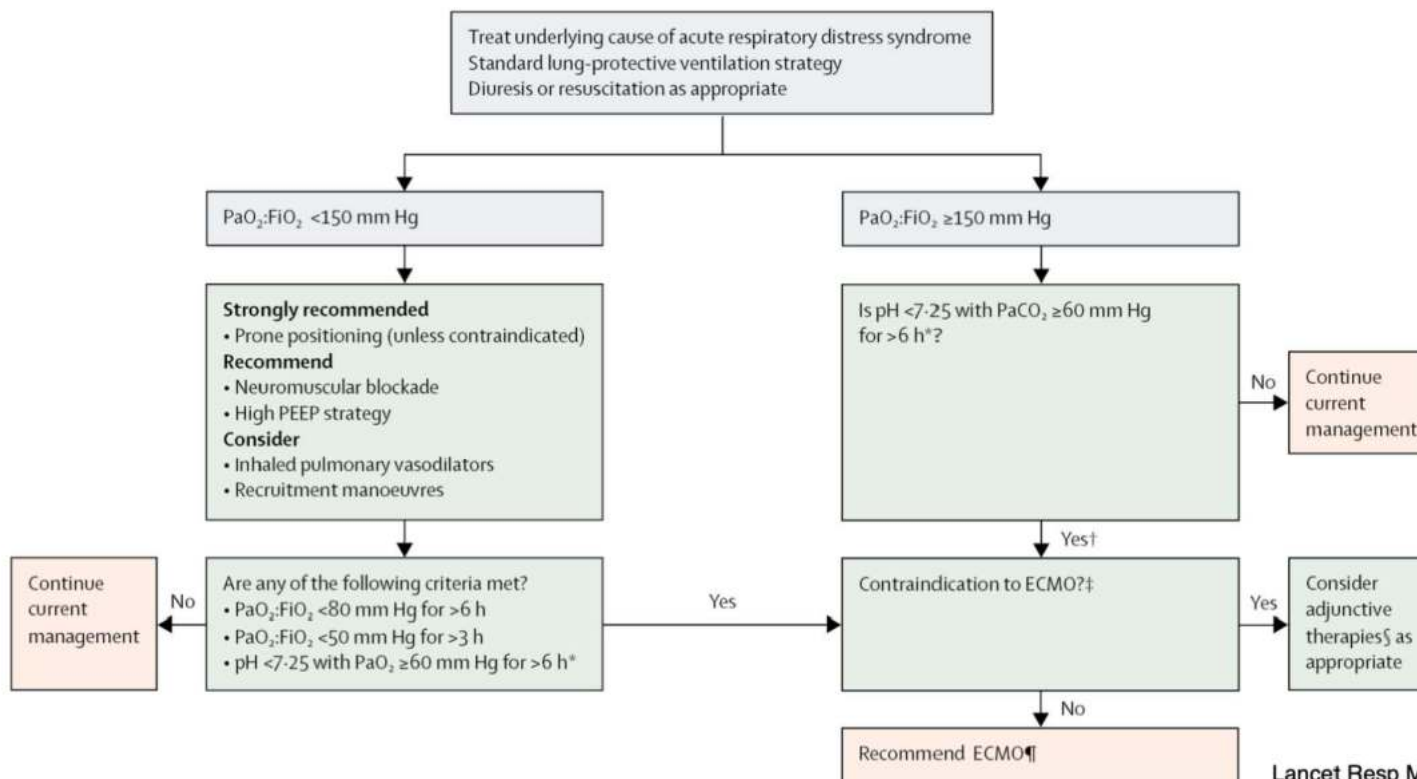 Treat underlying cause of acute respiratory distress syndrome
Standard lung-protective ventilation strategy
Diuresis or resuscitation as appropriate
PaO₂:FiO₂ <150 mm Hg
PaO₂:FiO₂ ≥150 mm Hg
Strongly recommended
• Prone positioning (unless contraindicated)
Recommend
• Neuromuscular blockade
• High PEEP strategy
Consider
• Inhaled pulmonary vasodilators
• Recruitment manoeuvres
Is pH <7·25 with PaCO₂ ≥60 mm Hg
for >6 h*?
No
Continue
current
management
Yes†
Continue
current
management
No
Are any of the following criteria met?
• PaO₂:FiO₂ <80 mm Hg for >6 h
• PaO₂:FiO₂ <50 mm Hg for >3 h
• pH <7·25 with PaO₂ ≥60 mm Hg for >6 h*
Yes
Contraindication to ECMO?‡
Yes
Consider
adjunctive
therapies§ as
appropriate
No
Recommend ECMO¶
Lancet Resp M